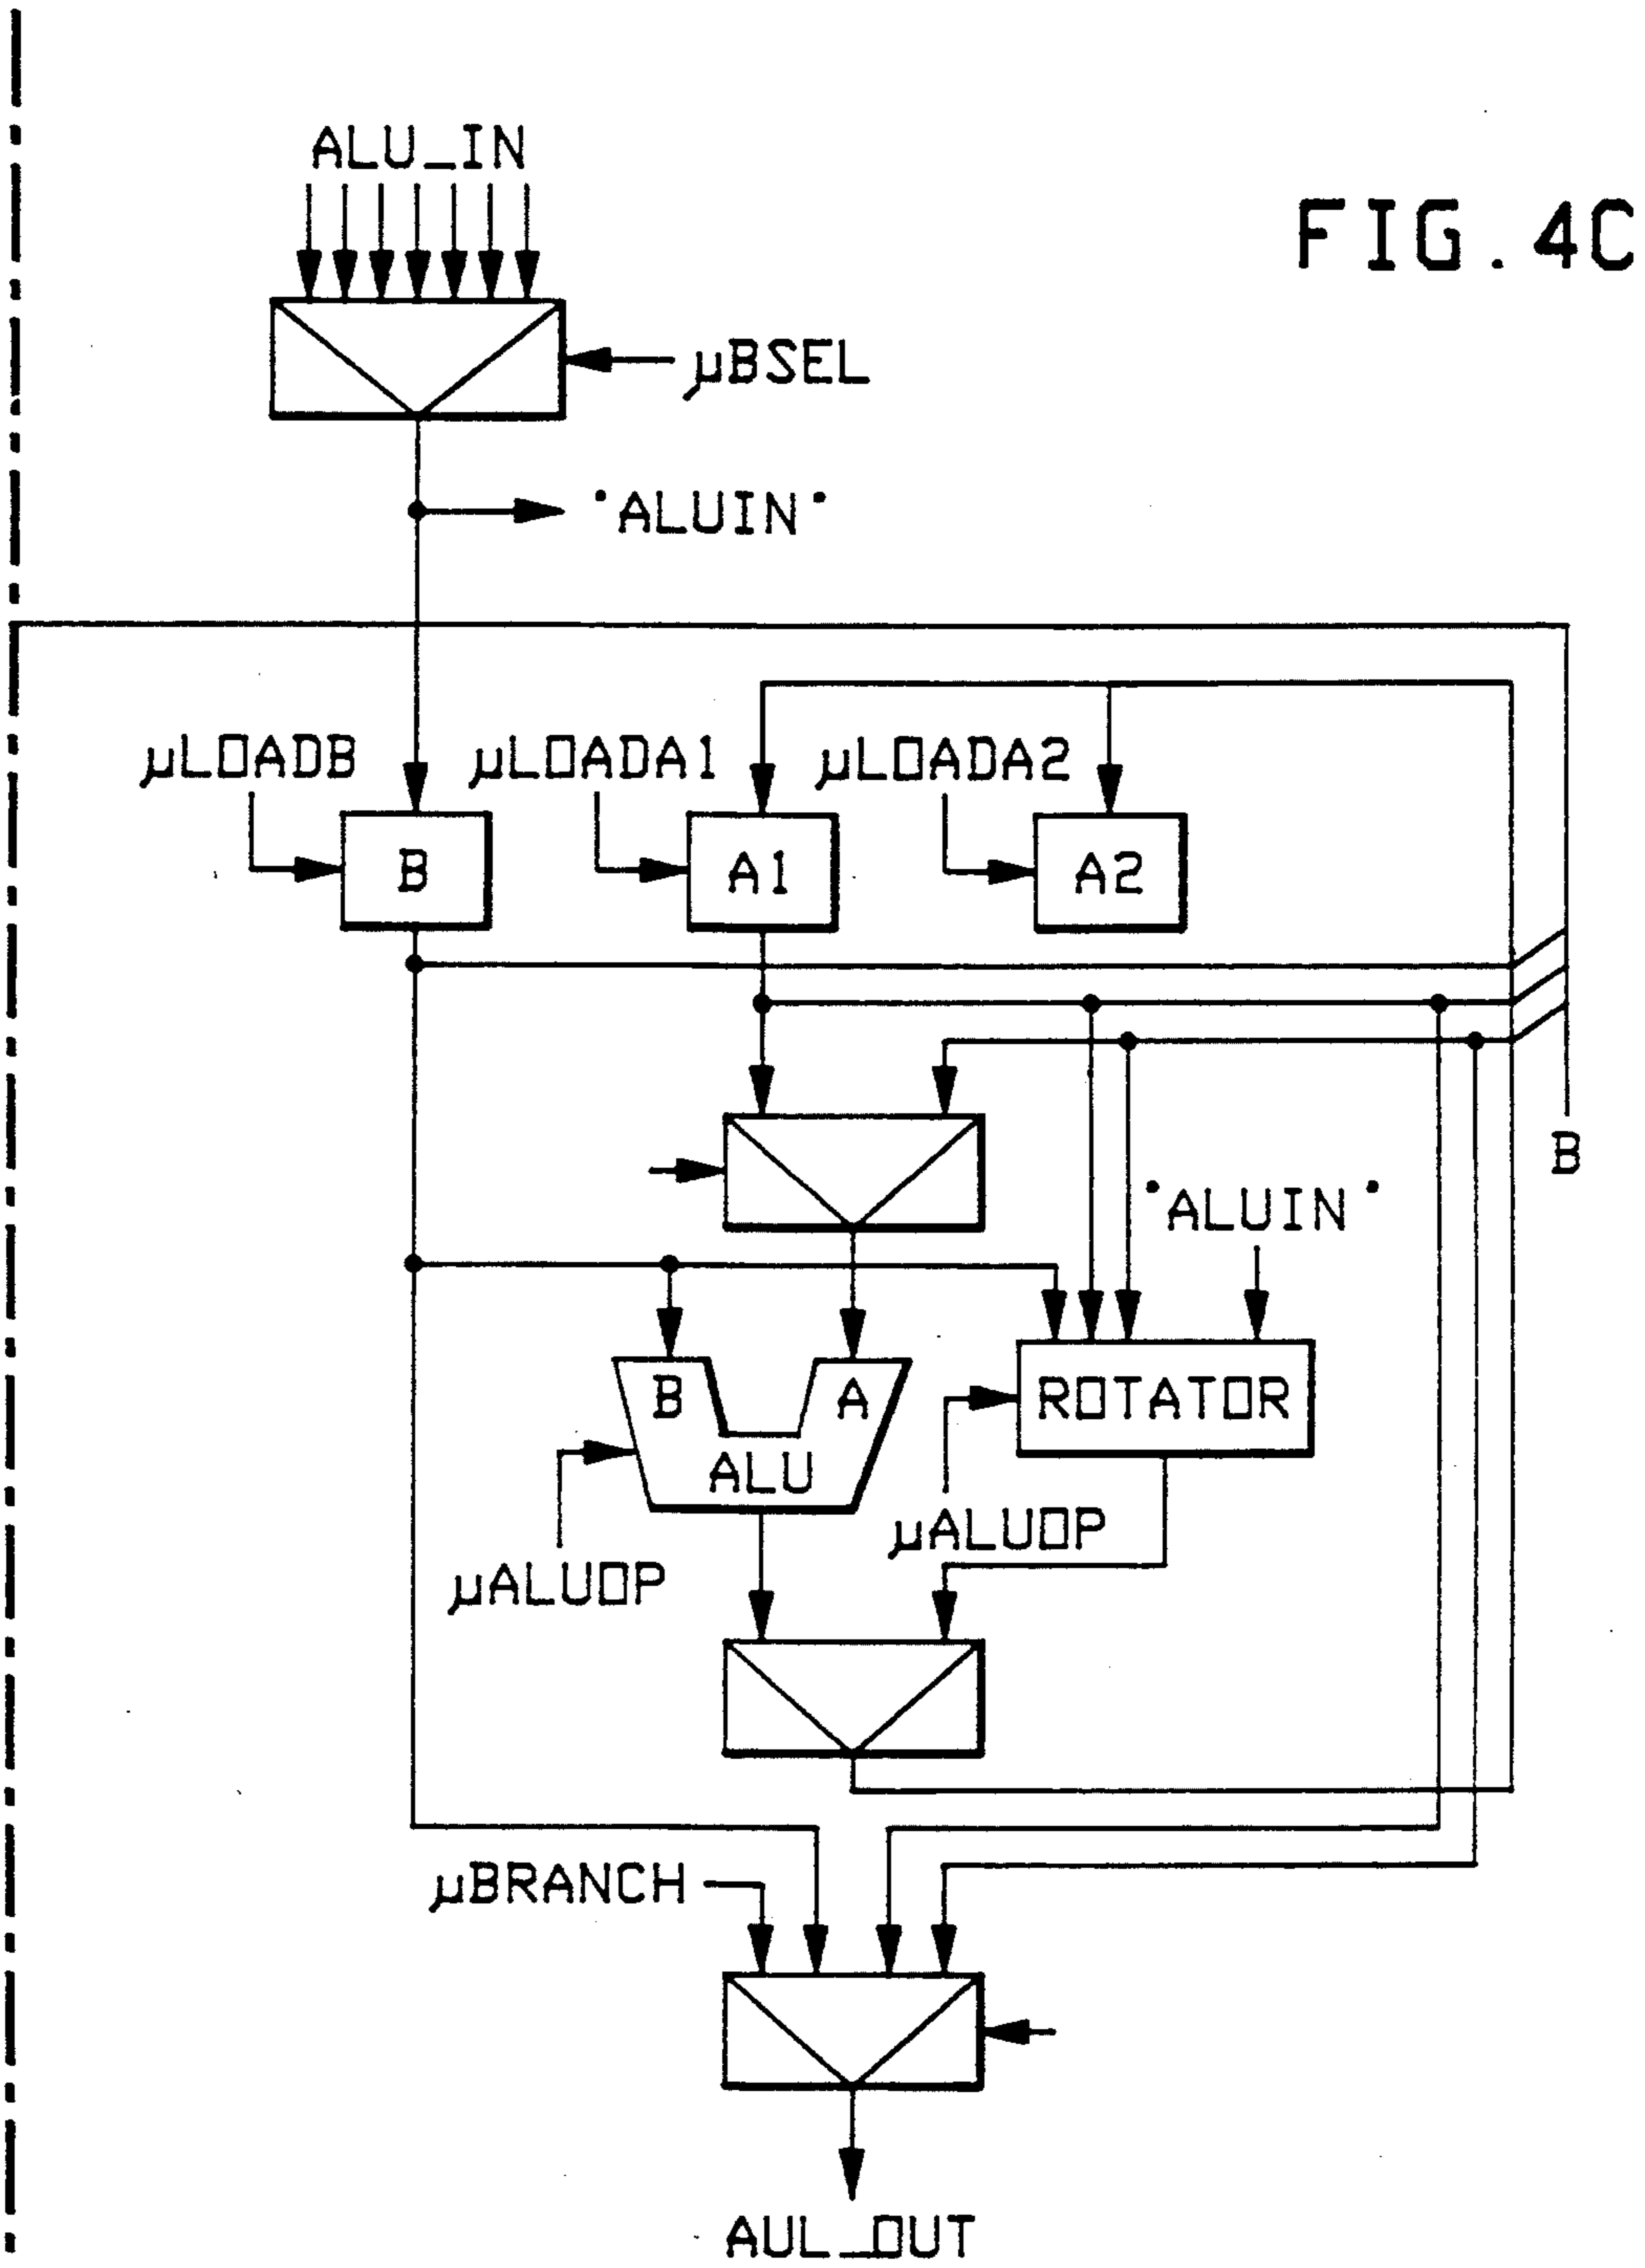 ALU_IN
FIG.4C
µBSEL
"ALUIN"
µLOADB
µLOADA1
µLOADA2
B
A1
A2
B
"ALUIN"
B
A
ALU
ROTATOR
µALUOP
µALUOP
µBRANCH
AUL_OUT